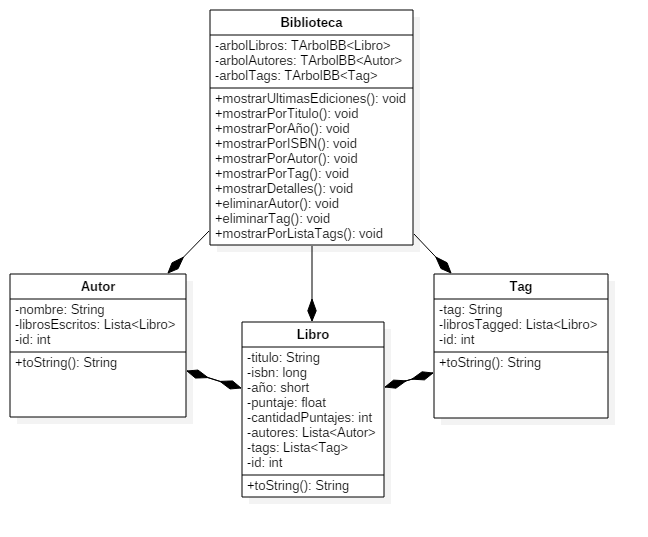 Biblioteca
-arbolLibros: TArbolBB<Libro>
-arbolAutores: TArbolBB<Autor>
-arbolTags: TArbolBB<Tag>
+mostrarUltimasEdiciones(): void
+mostrarPorTitulo(): void
+mostrarPorAño(): void
+mostrarPorISBN(): void
+mostrarPorAutor(): void
+mostrarPorTag(): void
+mostrarDetalles(): void
+eliminarAutor(): void
+eliminarTag(): void
+mostrarPorListaTags(): void
Autor
-nombre: String
-librosEscritos: Lista<Libro>
-id: int
+toString(): String
Libro
-titulo: String
-isbn: long
-año: short
-puntaje: float
-cantidadPuntajes: int
-autores: Lista<Autor>
-tags: Lista<Tag>
-id: int
+toString(): String
Tag
-tag: String
-librosTagged: Lista<Libro>
-id: int
+toString(): String